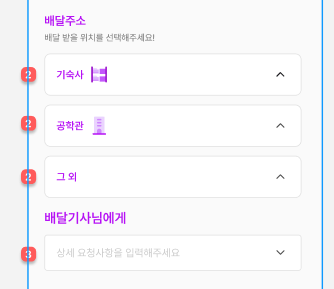 배달주소
배달 받을 위치를 선택해주세요!
2 기숙사
2 공학관
2 그 외
배달기사님에게
3 상세 요청사항을 입력해주세요